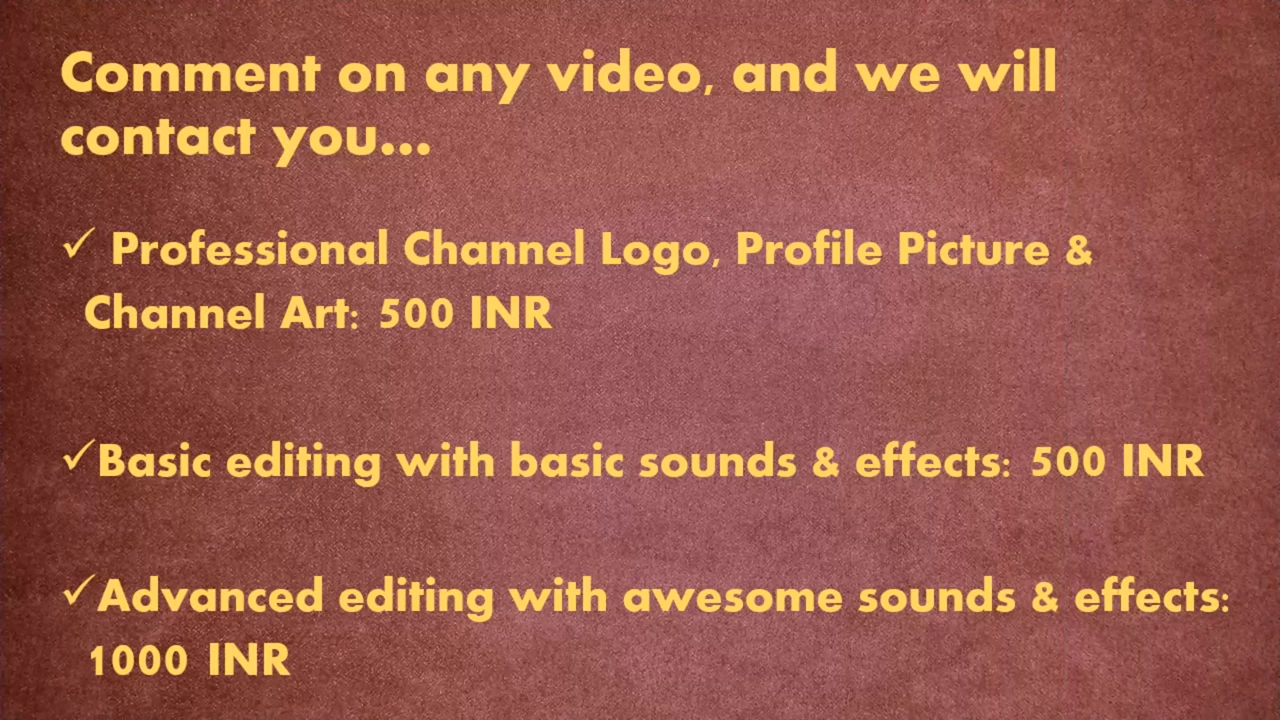 Comment on any video, and we will
contact you...
✓ Professional Channel Logo, Profile Picture &
Channel Art: 500 INR
✓Basic editing with basic sounds & effects: 500 INR
✓Advanced editing with awesome sounds & effects:
1000 INR